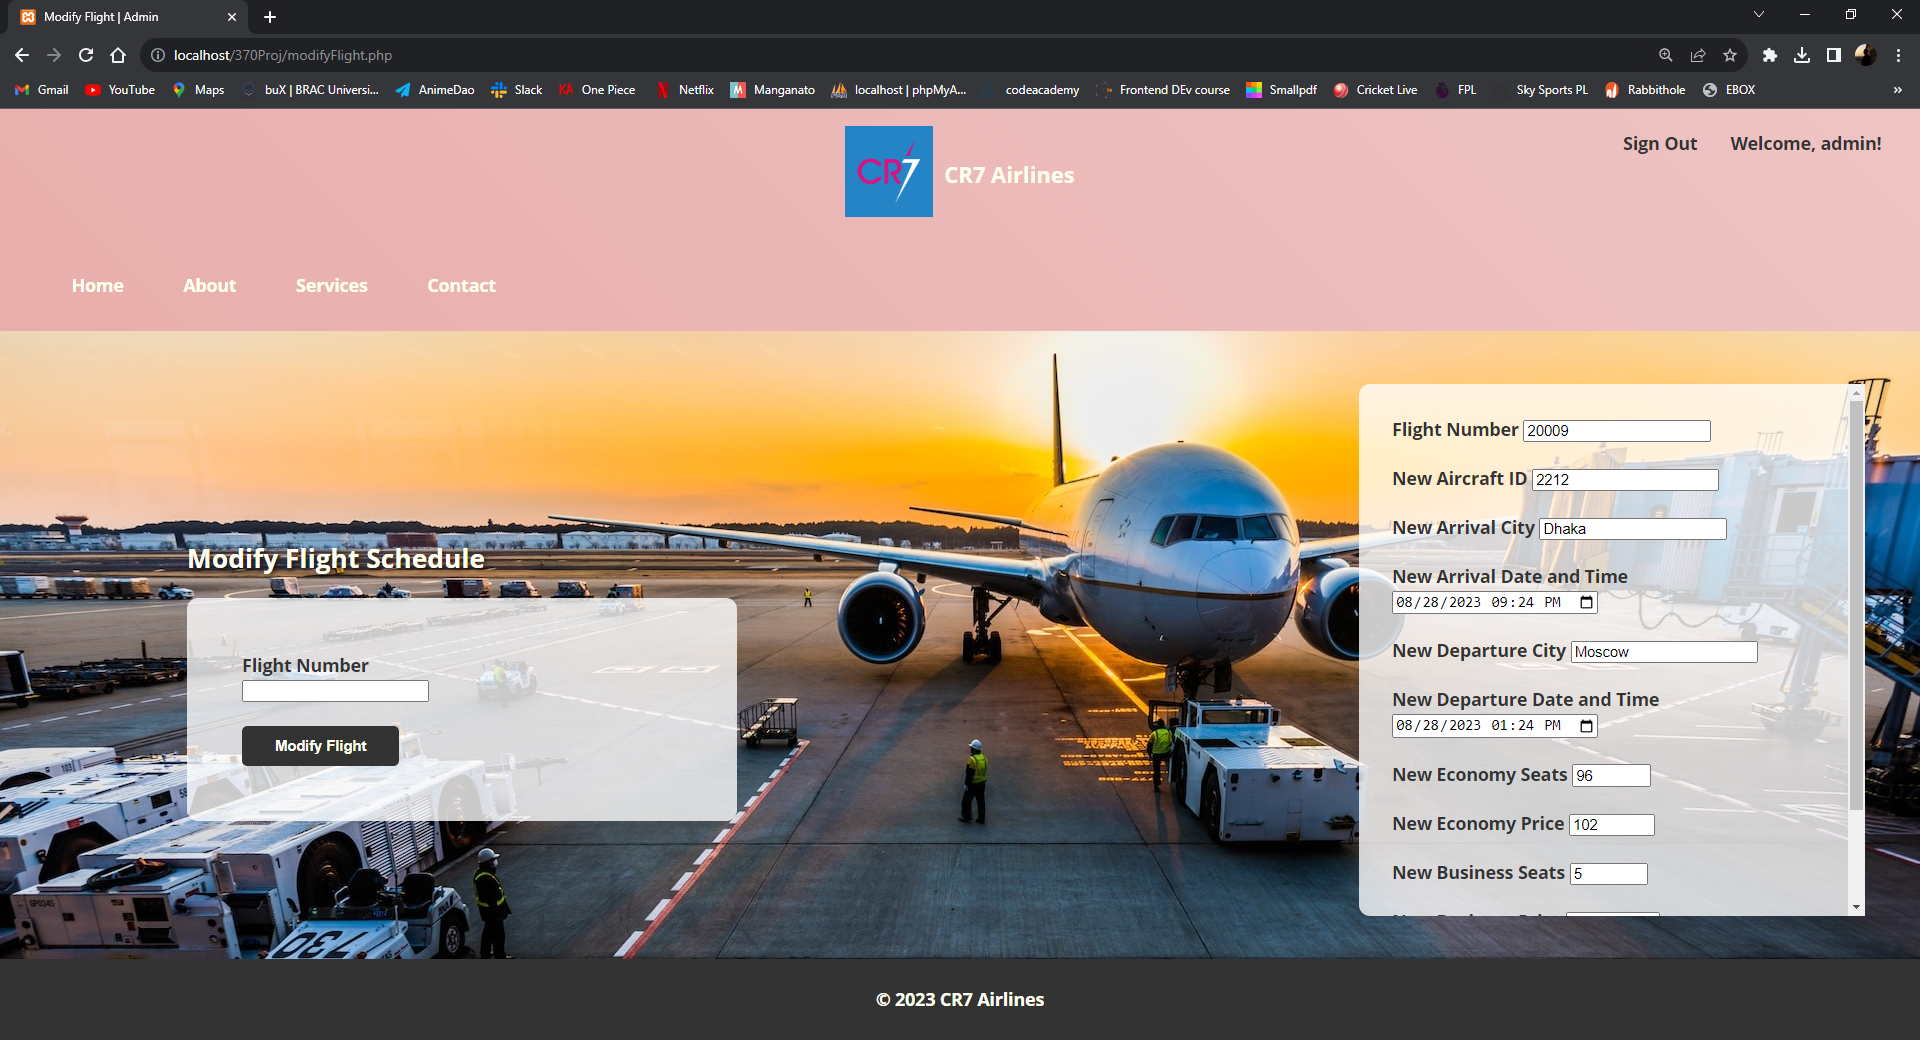 Modify Flight | Admin
localhost/370Proj/modifyFlight.php
Gmail YouTube Maps buX | BRAC Universi... AnimeDao Slack One Piece Netflix Manganato localhost | phpMyA... codeacademy Frontend DEv course Smallpdf Cricket Live FPL Sky Sports PL Rabbithole EBOX »
Sign Out Welcome, admin!
CR7
CR7 Airlines
Home About Services Contact
Modify Flight Schedule
Flight Number
Modify Flight
Flight Number 20009
New Aircraft ID 2212
New Arrival City Dhaka
New Arrival Date and Time
08/28/2023 09:24 PM
New Departure City Moscow
New Departure Date and Time
08/28/2023 01:24 PM
New Economy Seats 96
New Economy Price 102
New Business Seats 5
730
© 2023 CR7 Airlines